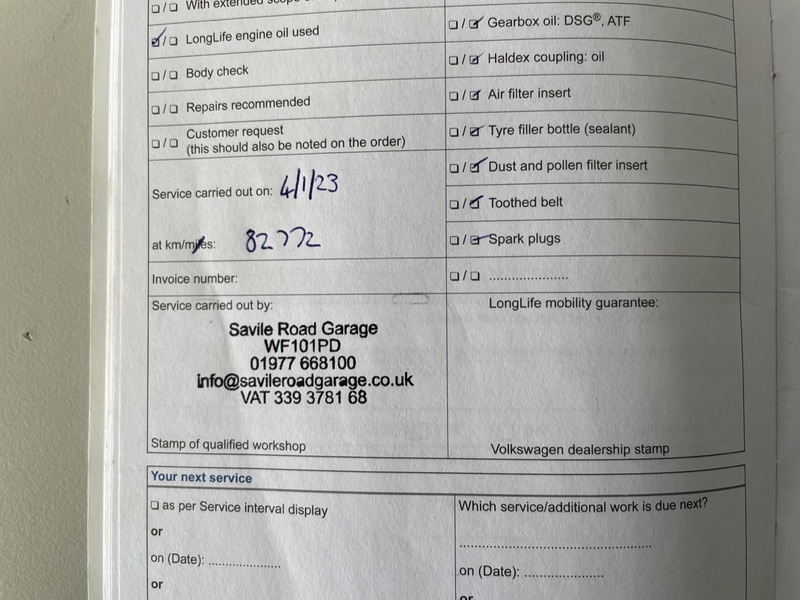 ☐/☐ With extended
☑/☐ LongLife engine oil used
☐/☐ Body check
☐/☐ Repairs recommended
☐/☐ Customer request
(this should also be noted on the order)
Service carried out on: 4/1/23
at km/miles: 82772
Invoice number:
Service carried out by:
Savile Road Garage
WF101PD
01977 668100
info@savileroadgarage.co.uk
VAT 339 3781 68
Stamp of qualified workshop
☐/☑ Gearbox oil: DSG®, ATF
☐/☑ Haldex coupling: oil
☐/☑ Air filter insert
☐/☑ Tyre filler bottle (sealant)
☐/☑ Dust and pollen filter insert
☐/☑ Toothed belt
☐/☑ Spark plugs
☐/☐ ......................
LongLife mobility guarantee:
Volkswagen dealership stamp
Your next service
☐ as per Service interval display
or
on (Date): ....................
or
Which service/additional work is due next?
.....................................................
on (Date): ......................
or